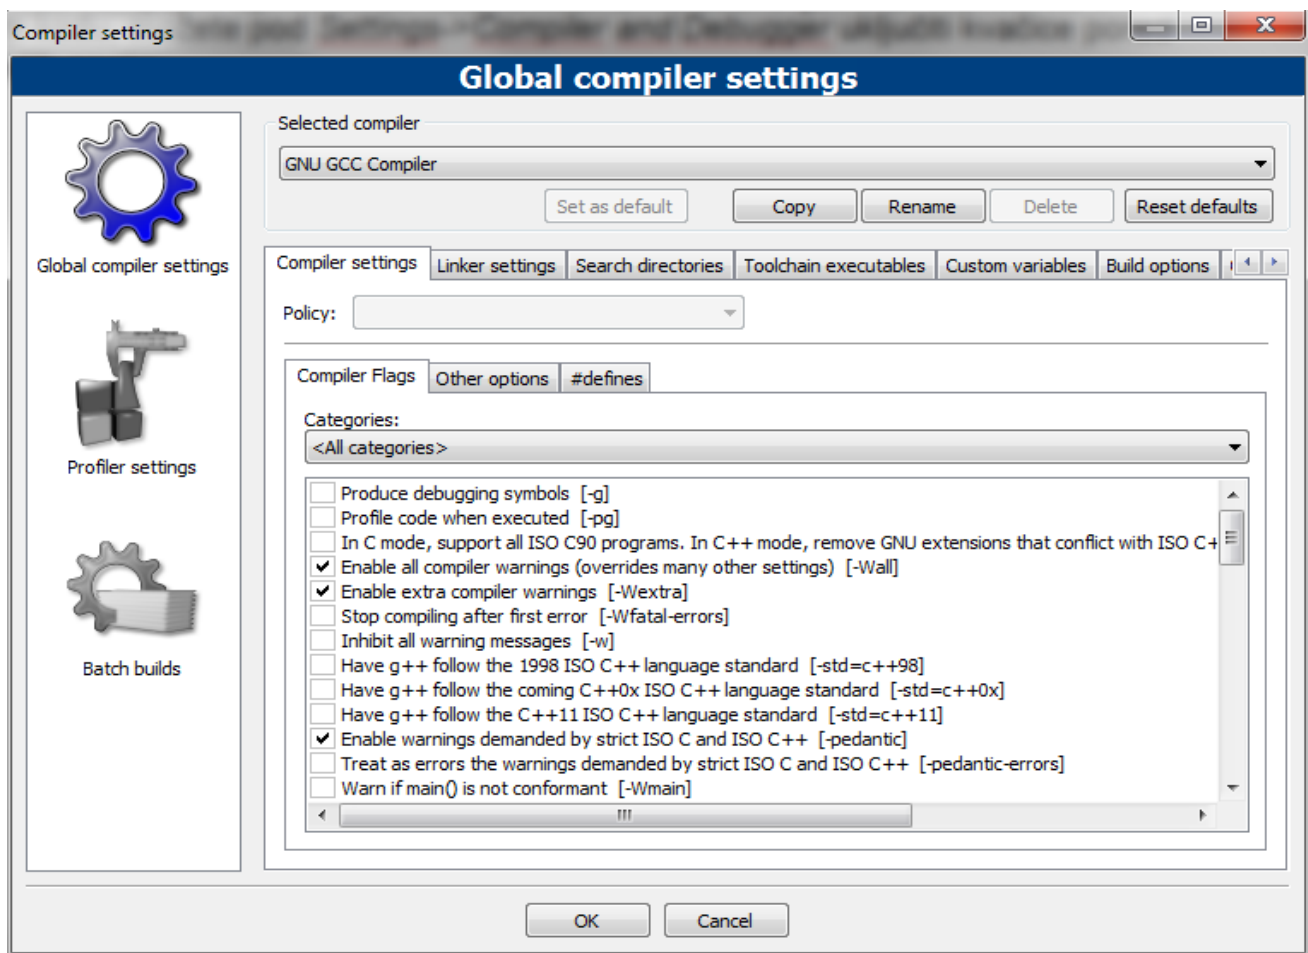 Compiler settings
pod Settings->Compiler and Debugger uključiti kvačice
Global compiler settings
Global compiler settings
Profiler settings
Batch builds
Selected compiler
GNU GCC Compiler
Set as default Copy Rename Delete Reset defaults
Compiler settings Linker settings Search directories Toolchain executables Custom variables Build options
Policy:
Compiler Flags Other options #defines
Categories:
<All categories>
Produce debugging symbols [-g]
Profile code when executed [-pg]
In C mode, support all ISO C90 programs. In C++ mode, remove GNU extensions that conflict with ISO C+
Enable all compiler warnings (overrides many other settings) [-Wall]
Enable extra compiler warnings [-Wextra]
Stop compiling after first error [-Wfatal-errors]
Inhibit all warning messages [-w]
Have g++ follow the 1998 ISO C++ language standard [-std=c++98]
Have g++ follow the coming C++0x ISO C++ language standard [-std=c++0x]
Have g++ follow the C++11 ISO C++ language standard [-std=c++11]
Enable warnings demanded by strict ISO C and ISO C++ [-pedantic]
Treat as errors the warnings demanded by strict ISO C and ISO C++ [-pedantic-errors]
Warn if main() is not conformant [-Wmain]
OK Cancel